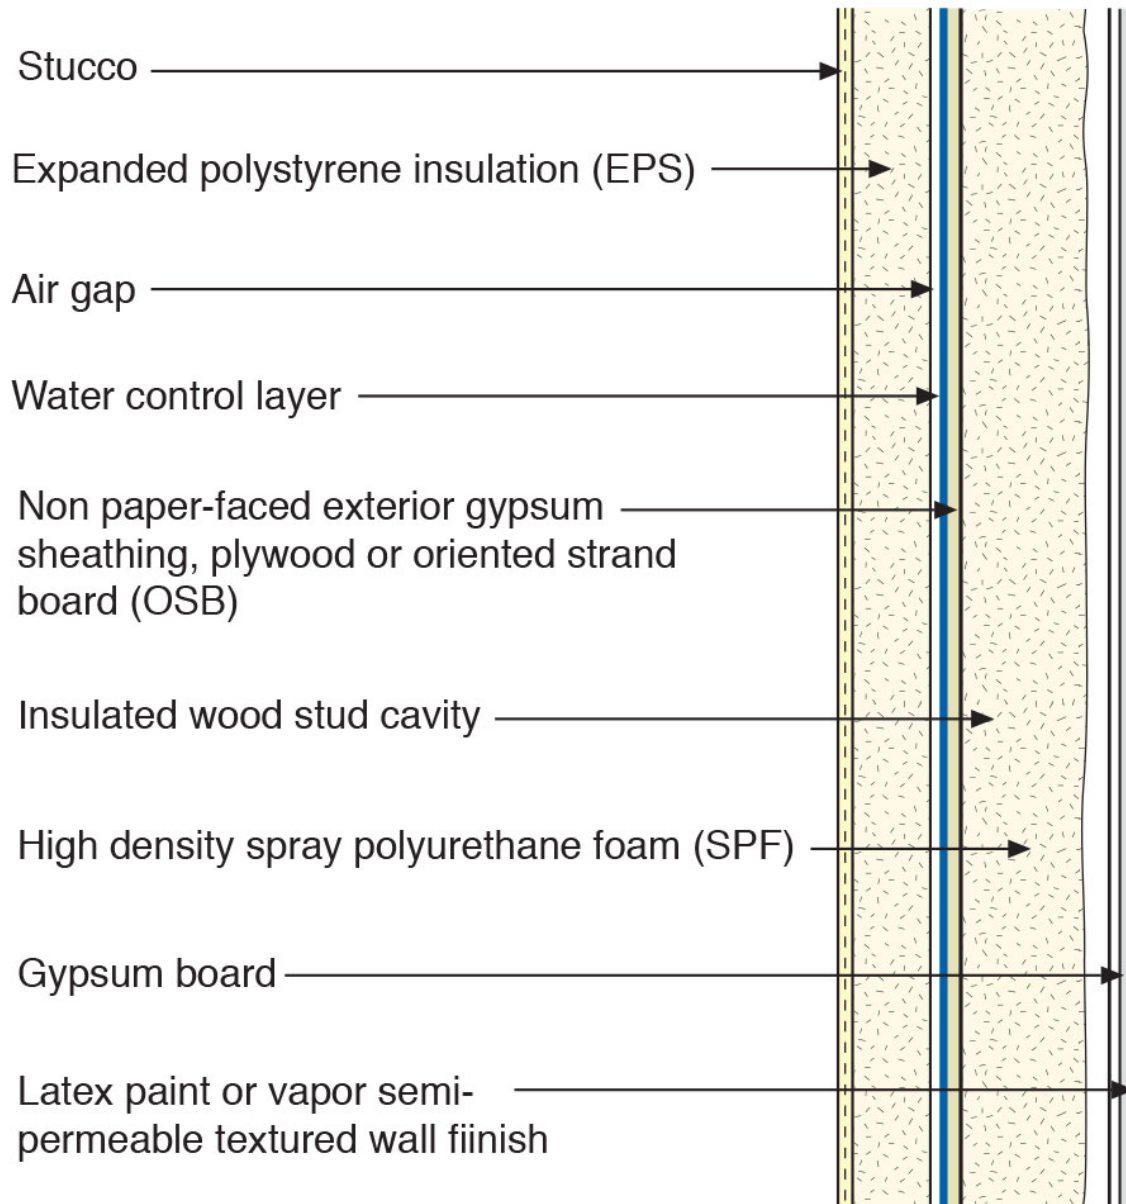 Stucco
Expanded polystyrene insulation (EPS)
Air gap
Water control layer
Non paper-faced exterior gypsum
sheathing, plywood or oriented strand
board (OSB)
Insulated wood stud cavity
High density spray polyurethane foam (SPF)
Gypsum board
Latex paint or vapor semi-
permeable textured wall fiinish